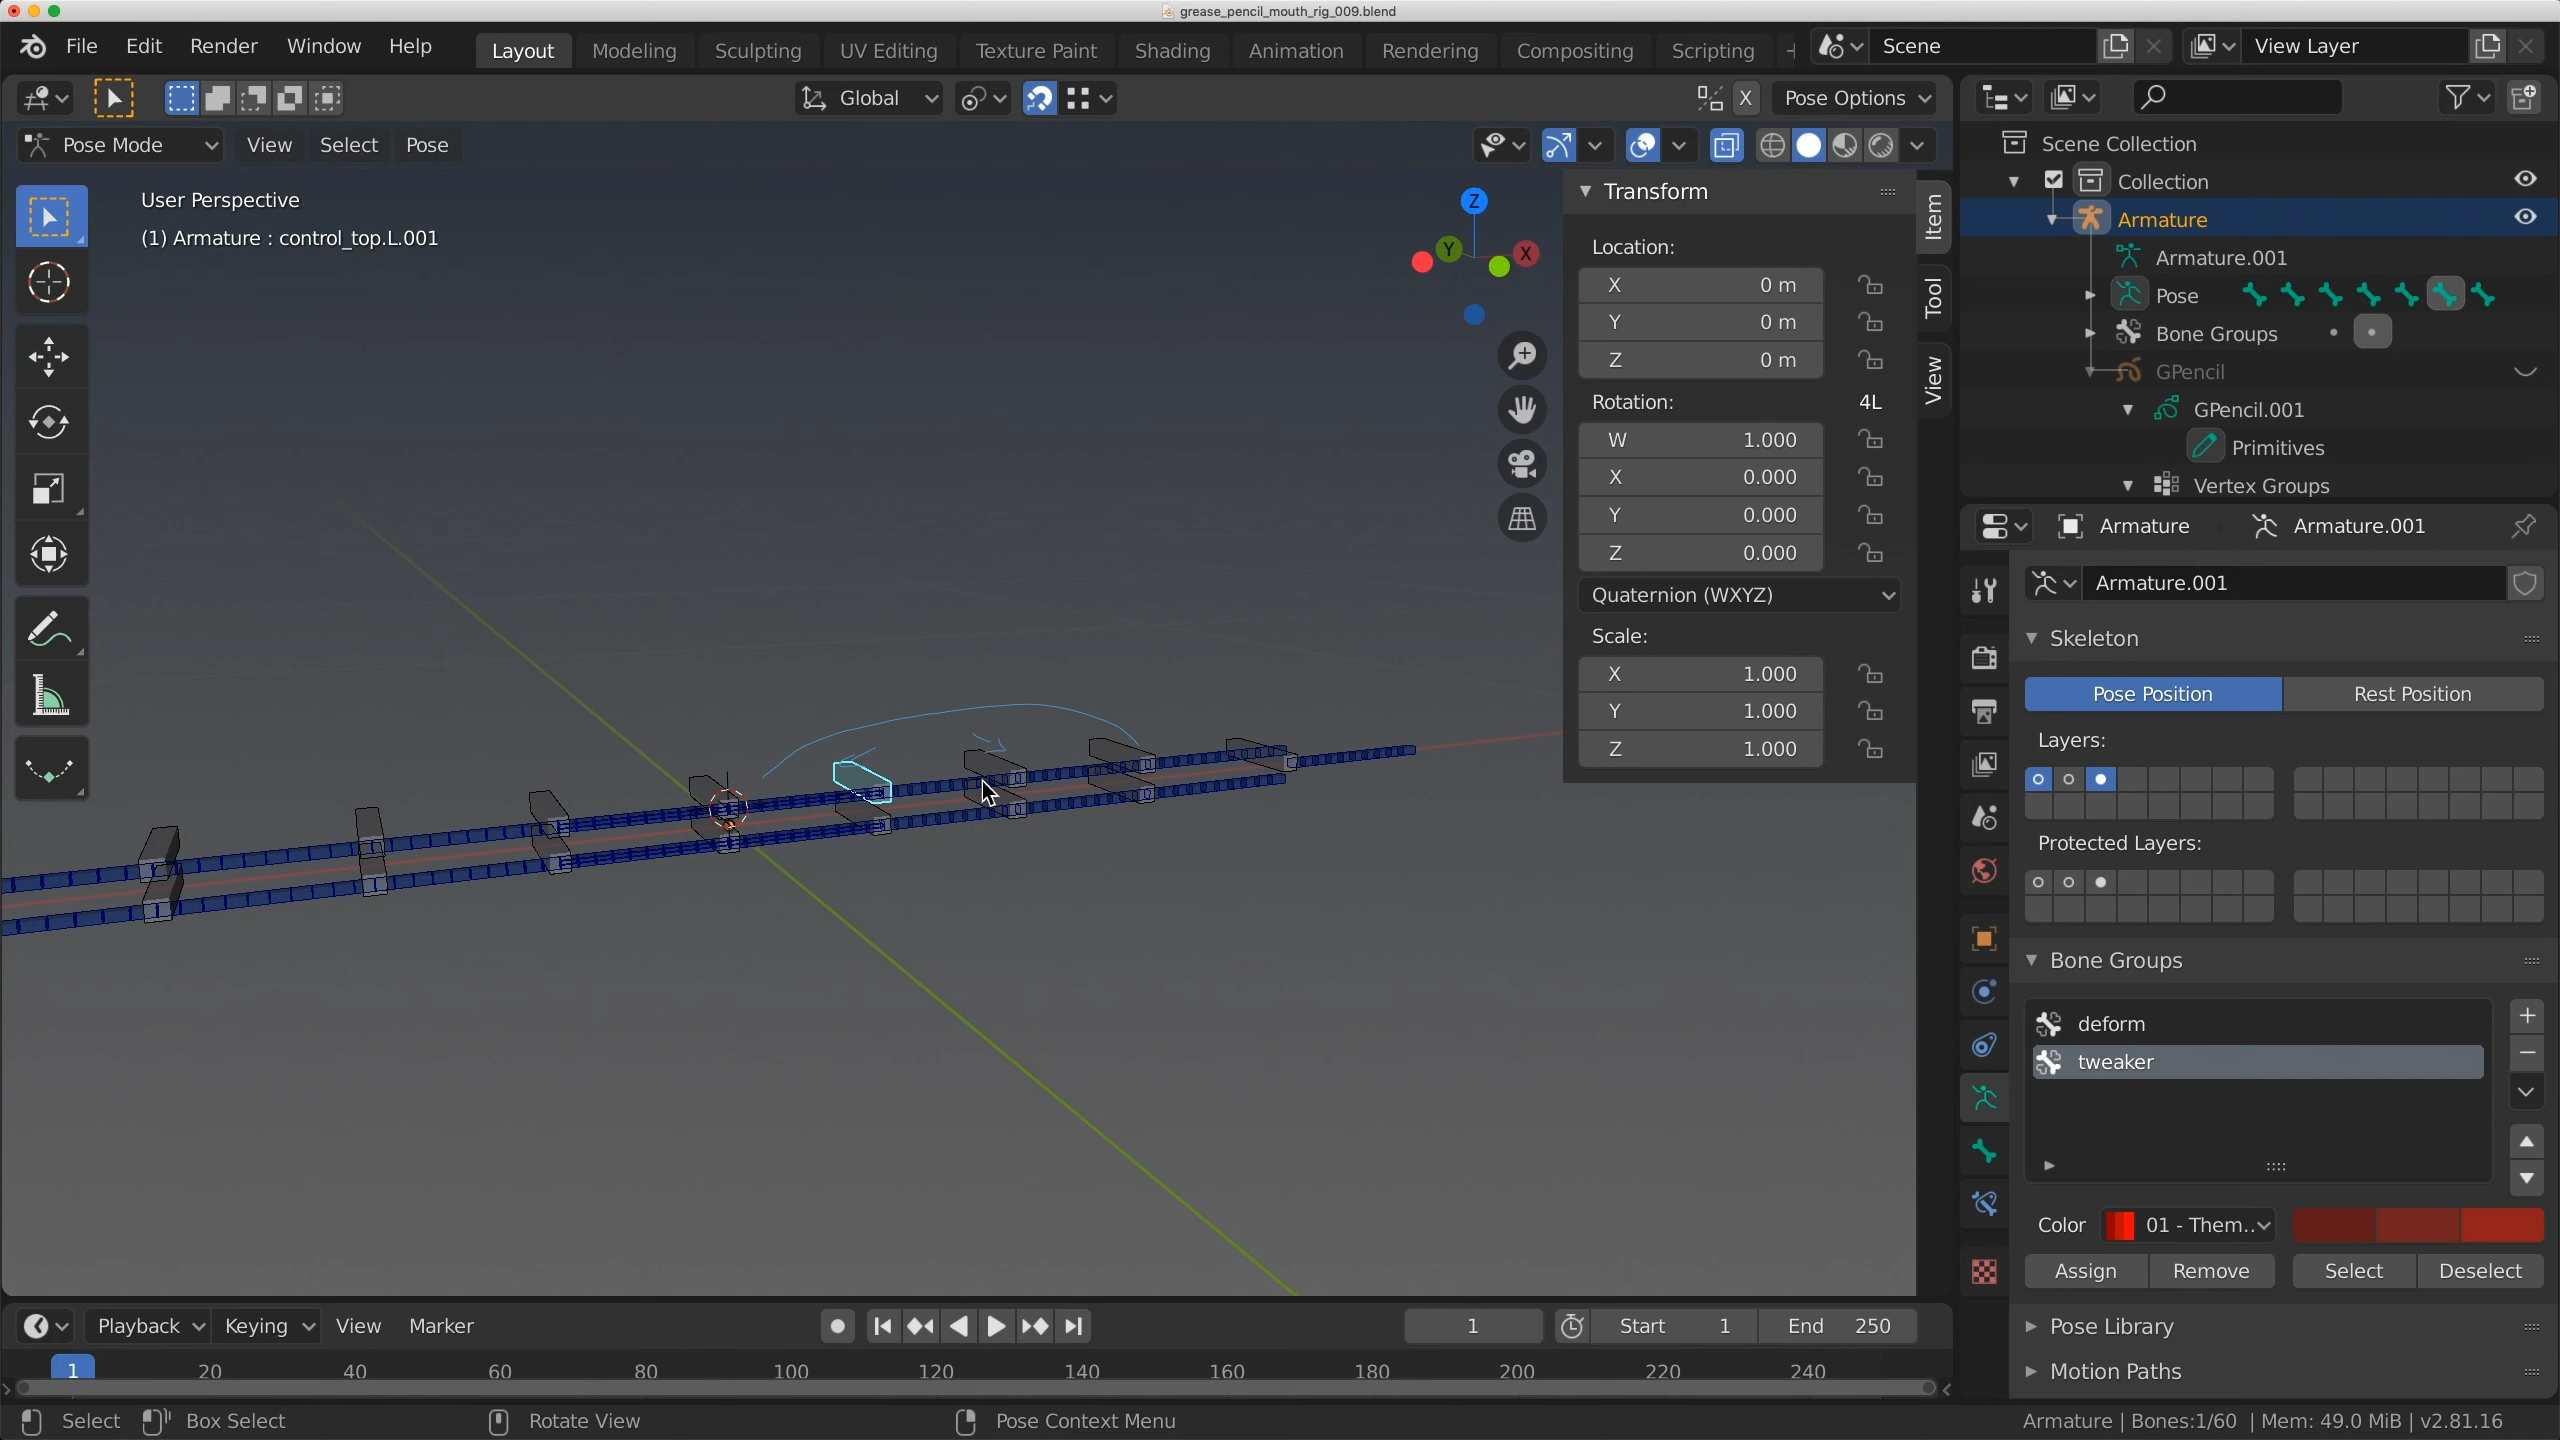 grease_pencil_mouth_rig_009.blend
File Edit Render Window Help Layout Modeling Sculpting UV Editing Texture Paint Shading Animation Rendering Compositing Scripting + Scene View Layer
Global X Pose Options
Pose Mode View Select Pose
User Perspective
(1) Armature : control_top.L.001
Z
Y
X
Transform
Location:
X 0 m
Y 0 m
Z 0 m
Rotation: 4L
W 1.000
X 0.000
Y 0.000
Z 0.000
Quaternion (WXYZ)
Scale:
X 1.000
Y 1.000
Z 1.000
Item
Tool
View
Scene Collection
Collection
Armature
Armature.001
Pose
Bone Groups
GPencil
GPencil.001
Primitives
Vertex Groups
Armature Armature.001
Armature.001
Skeleton
Pose Position Rest Position
Layers:
Protected Layers:
Bone Groups
deform
tweaker
Color 01 - Them..
Assign Remove Select Deselect
Pose Library
Motion Paths
Playback Keying View Marker 1 Start 1 End 250
1 20 40 60 80 100 120 140 160 180 200 220 240
Select Box Select Rotate View Pose Context Menu Armature | Bones:1/60 | Mem: 49.0 MiB | v2.81.16